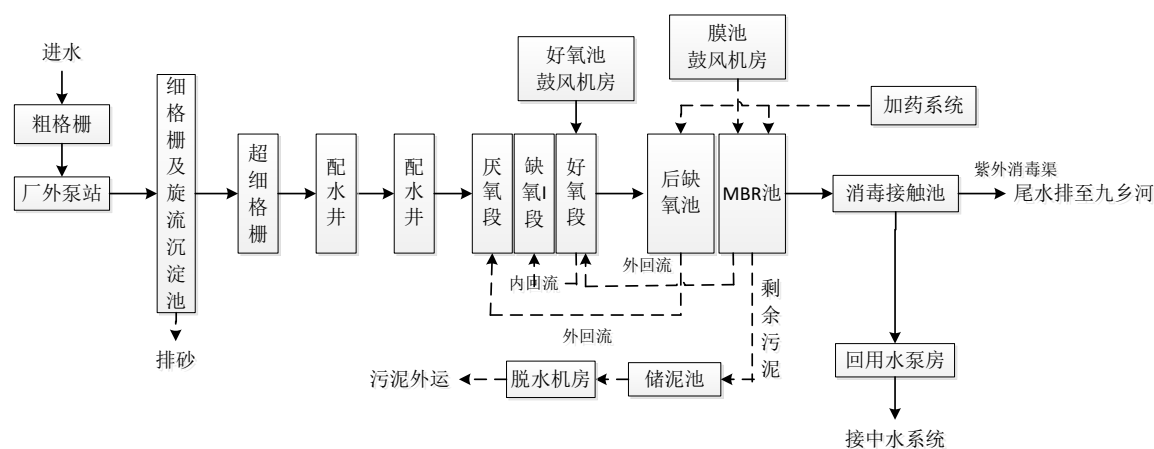 进水
粗格栅
厂外泵站
细格栅及旋流沉淀池
排砂
超细格栅
配水井
配水井
好氧池
鼓风机房
厌氧段
缺氧I段
好氧段
内回流
外回流
膜池
鼓风机房
加药系统
后缺氧池
MBR池
外回流
剩余污泥
储泥池
脱水机房
污泥外运
消毒接触池
紫外消毒渠
尾水排至九乡河
回用水泵房
接中水系统